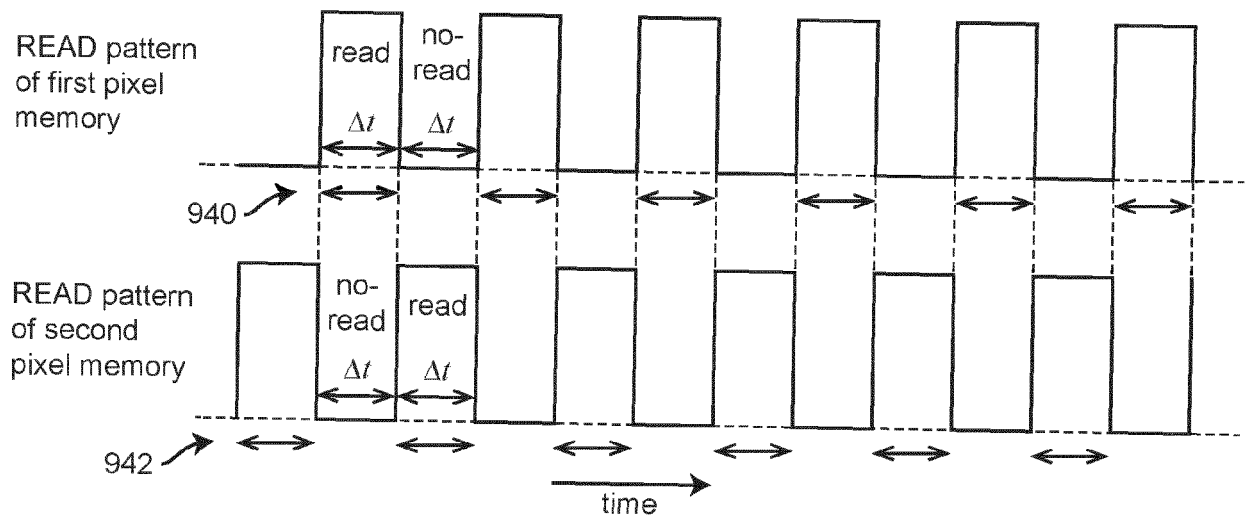 READ pattern
of first pixel
memory
read
no-
read
Δt
Δt
940
READ pattern
of second
pixel memory
no-
read
read
Δt
Δt
942
time